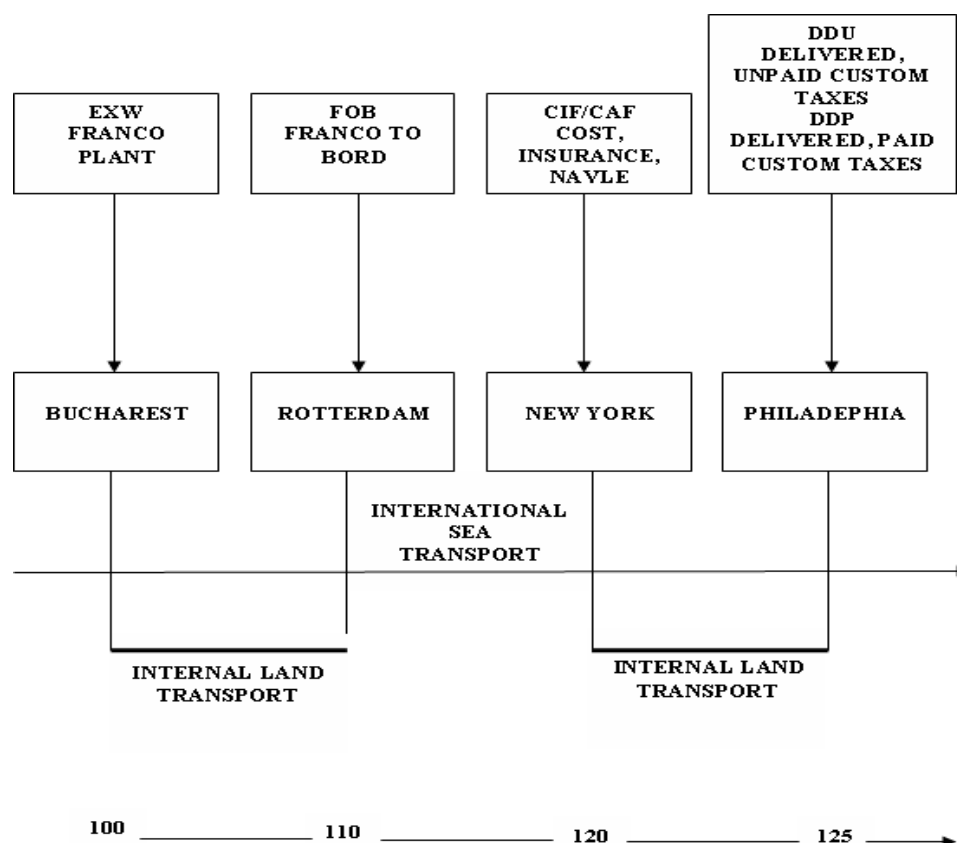 EXW
FRANCO
PLANT
FOB
FRANCO TO
BORD
CIF/CAF
COST,
INSURANCE,
NAVLE
DDU
DELIVERED,
UNPAID CUSTOM
TAXES
DDP
DELIVERED, PAID
CUSTOM TAXES
BUCHAREST
ROTTERDAM
NEW YORK
PHILADEPHIA
INTERNATIONAL
SEA
TRANSPORT
INTERNAL LAND
TRANSPORT
INTERNAL LAND
TRANSPORT
100
110
120
125